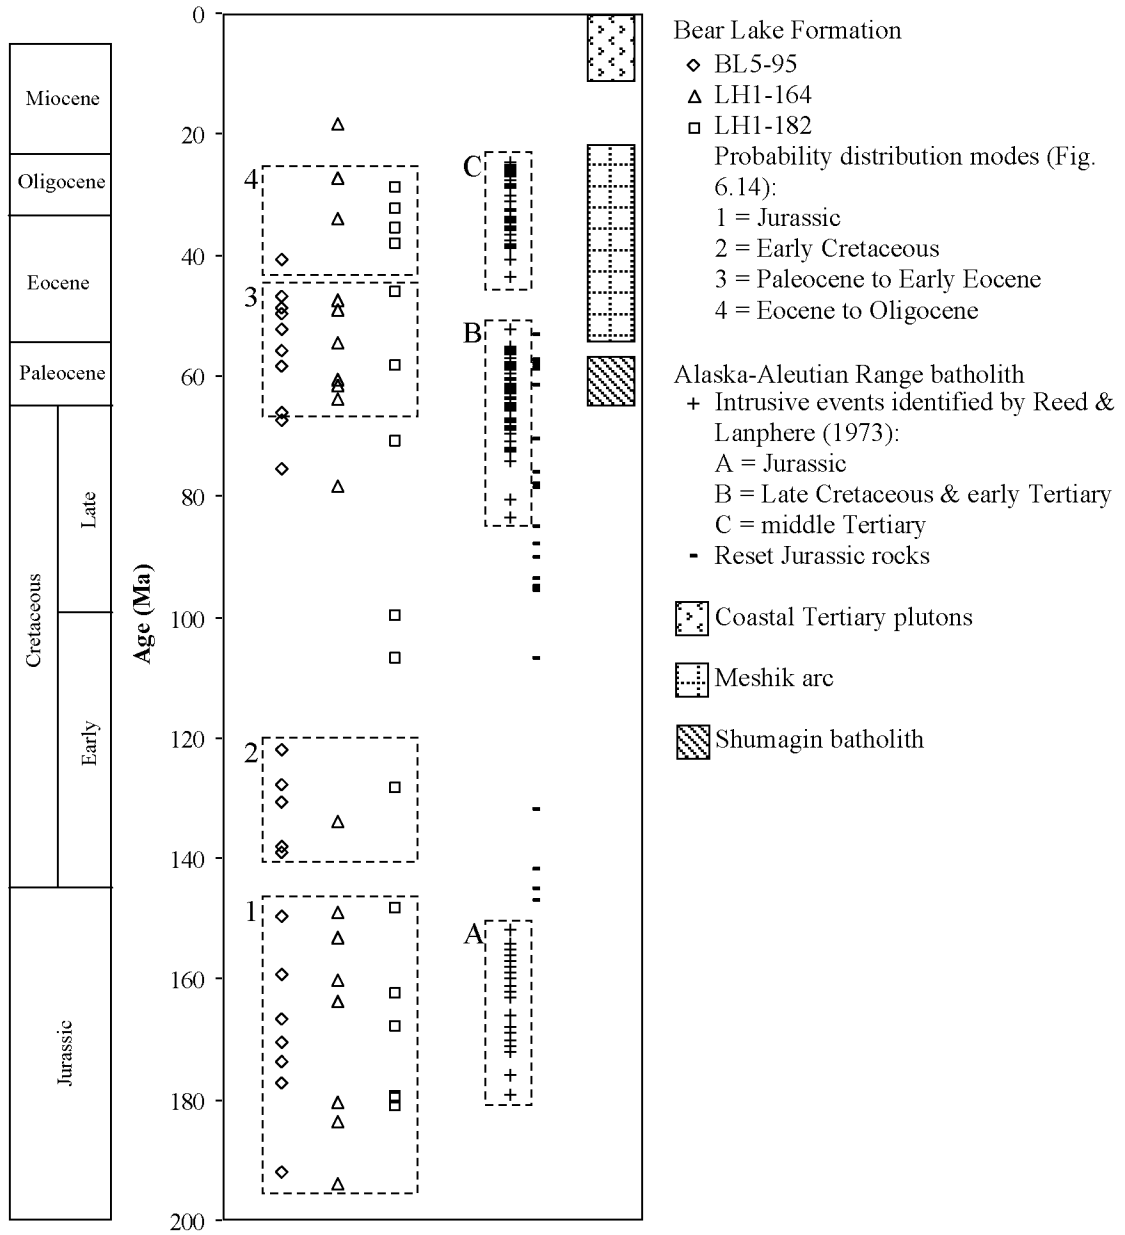 Miocene
Oligocene
Eocene
Paleocene
Cretaceous
Late
Early
Jurassic
Age (Ma)
0
20
40
60
80
100
120
140
160
180
200
4
3
2
1
C
B
A
Bear Lake Formation
BL5-95
LH1-164
LH1-182
Probability distribution modes (Fig.
6.14):
1 = Jurassic
2 = Early Cretaceous
3 = Paleocene to Early Eocene
4 = Eocene to Oligocene
Alaska-Aleutian Range batholith
+ Intrusive events identified by Reed &
Lanphere (1973):
A = Jurassic
B = Late Cretaceous & early Tertiary
C = middle Tertiary
- Reset Jurassic rocks
Coastal Tertiary plutons
Meshik arc
Shumagin batholith